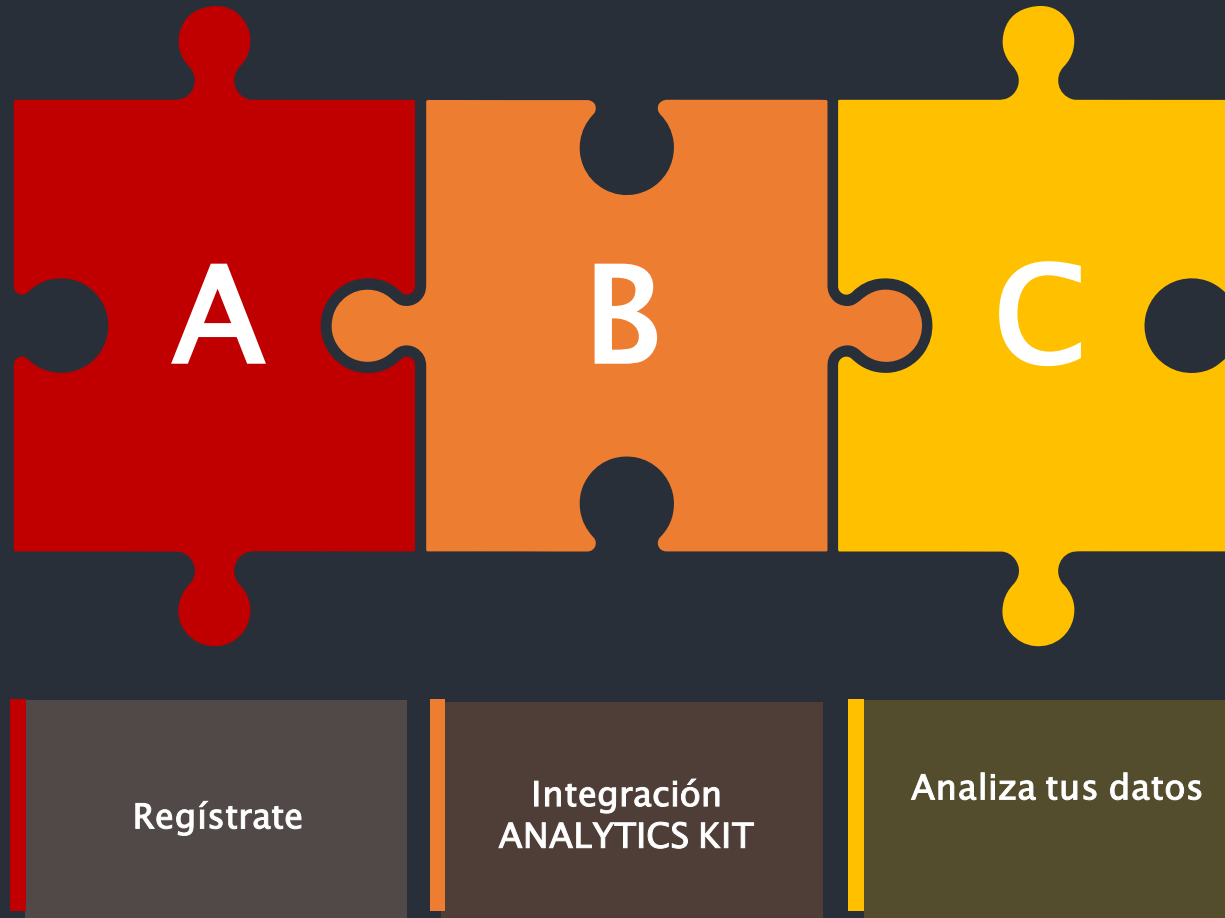 A
B
C
Regístrate
Integración
ANALYTICS KIT
Analiza tus datos